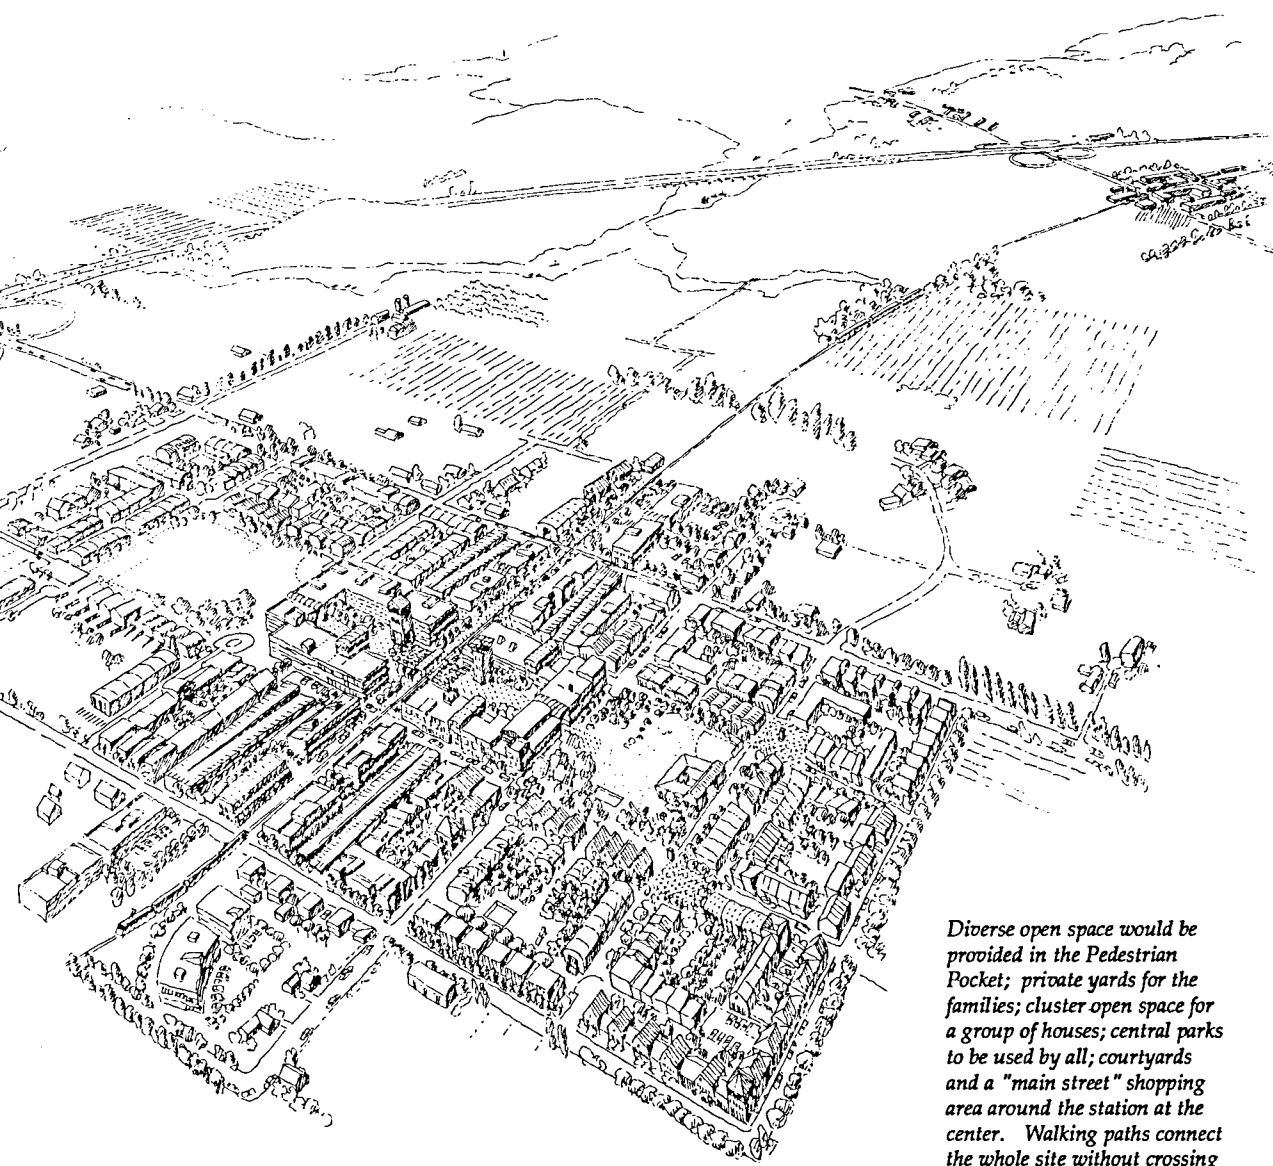 Diverse open space would be
provided in the Pedestrian
Pocket; private yards for the
families; cluster open space for
a group of houses; central parks
to be used by all; courtyards
and a "main street" shopping
area around the station at the
center. Walking paths connect
the whole site without crossing